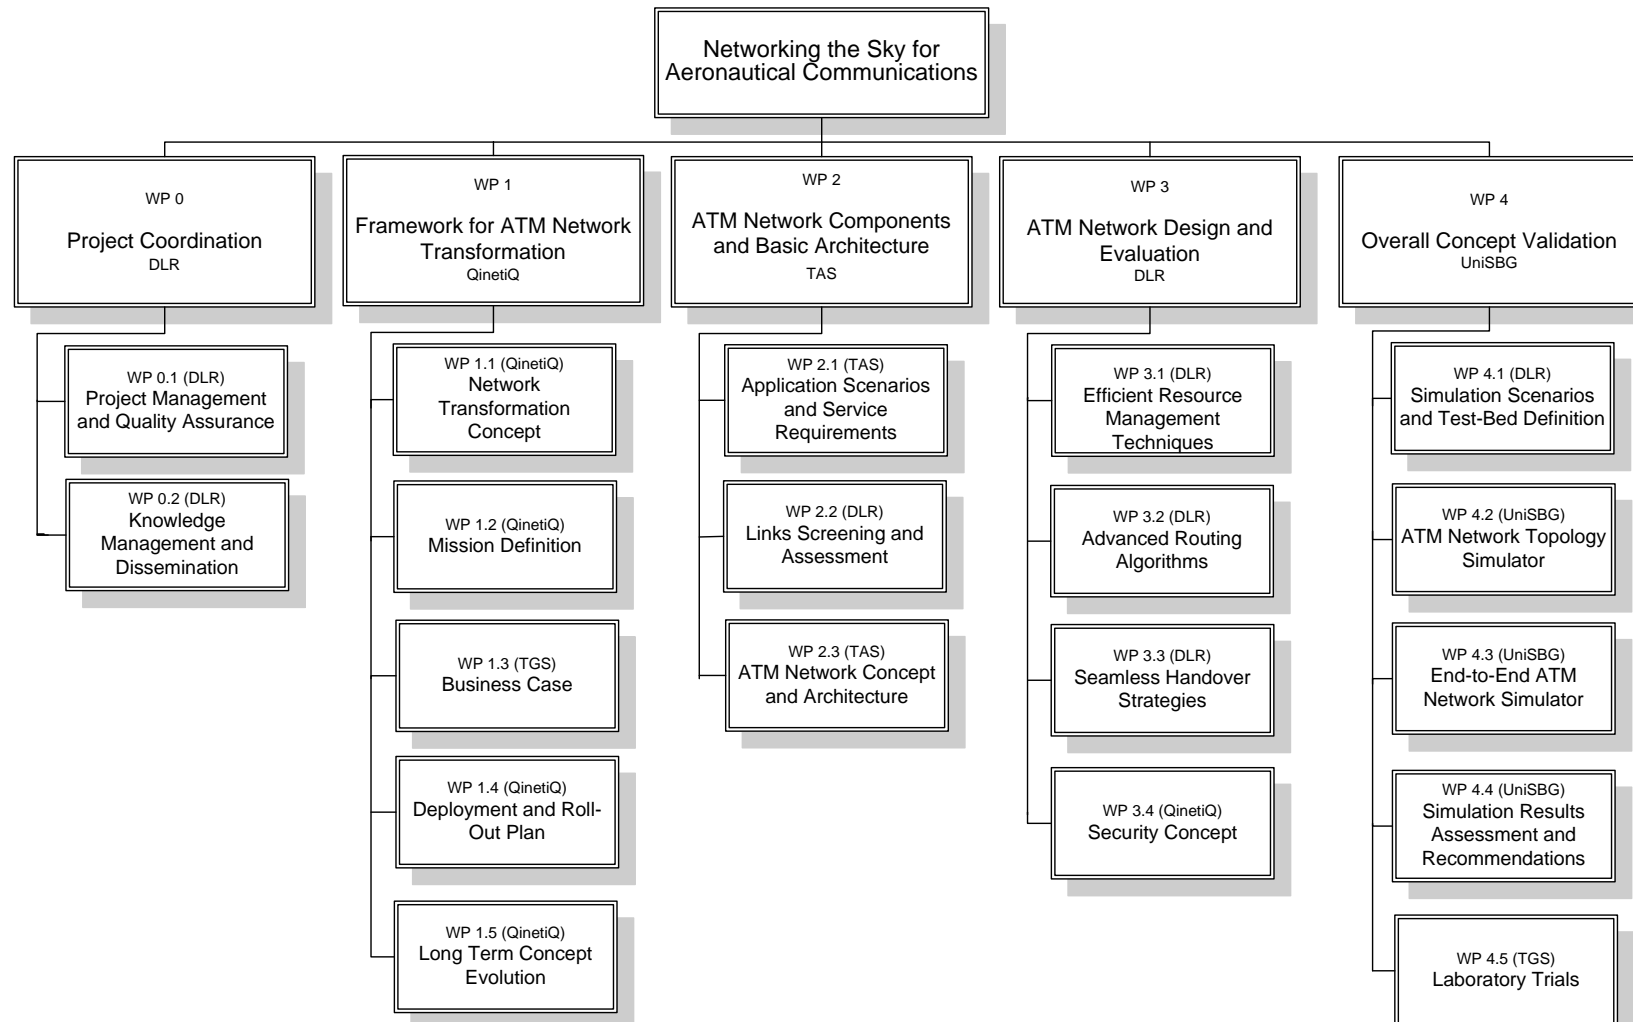 Networking the Sky for
Aeronautical Communications
WP 0
Project Coordination
DLR
WP 1
Framework for ATM Network
Transformation
QinetiQ
WP 2
ATM Network Components
and Basic Architecture
TAS
WP 3
ATM Network Design and
Evaluation
DLR
WP 4
Overall Concept Validation
UniSBG
WP 0.1 (DLR)
Project Management
and Quality Assurance
WP 0.2 (DLR)
Knowledge
Management and
Dissemination
WP 1.1 (QinetiQ)
Network
Transformation
Concept
WP 1.2 (QinetiQ)
Mission Definition
WP 1.3 (TGS)
Business Case
WP 1.4 (QinetiQ)
Deployment and Roll-
Out Plan
WP 1.5 (QinetiQ)
Long Term Concept
Evolution
WP 2.1 (TAS)
Application Scenarios
and Service
Requirements
WP 2.2 (DLR)
Links Screening and
Assessment
WP 2.3 (TAS)
ATM Network Concept
and Architecture
WP 3.1 (DLR)
Efficient Resource
Management
Techniques
WP 3.2 (DLR)
Advanced Routing
Algorithms
WP 3.3 (DLR)
Seamless Handover
Strategies
WP 3.4 (QinetiQ)
Security Concept
WP 4.1 (DLR)
Simulation Scenarios
and Test-Bed Definition
WP 4.2 (UniSBG)
ATM Network Topology
Simulator
WP 4.3 (UniSBG)
End-to-End ATM
Network Simulator
WP 4.4 (UniSBG)
Simulation Results
Assessment and
Recommendations
WP 4.5 (TGS)
Laboratory Trials